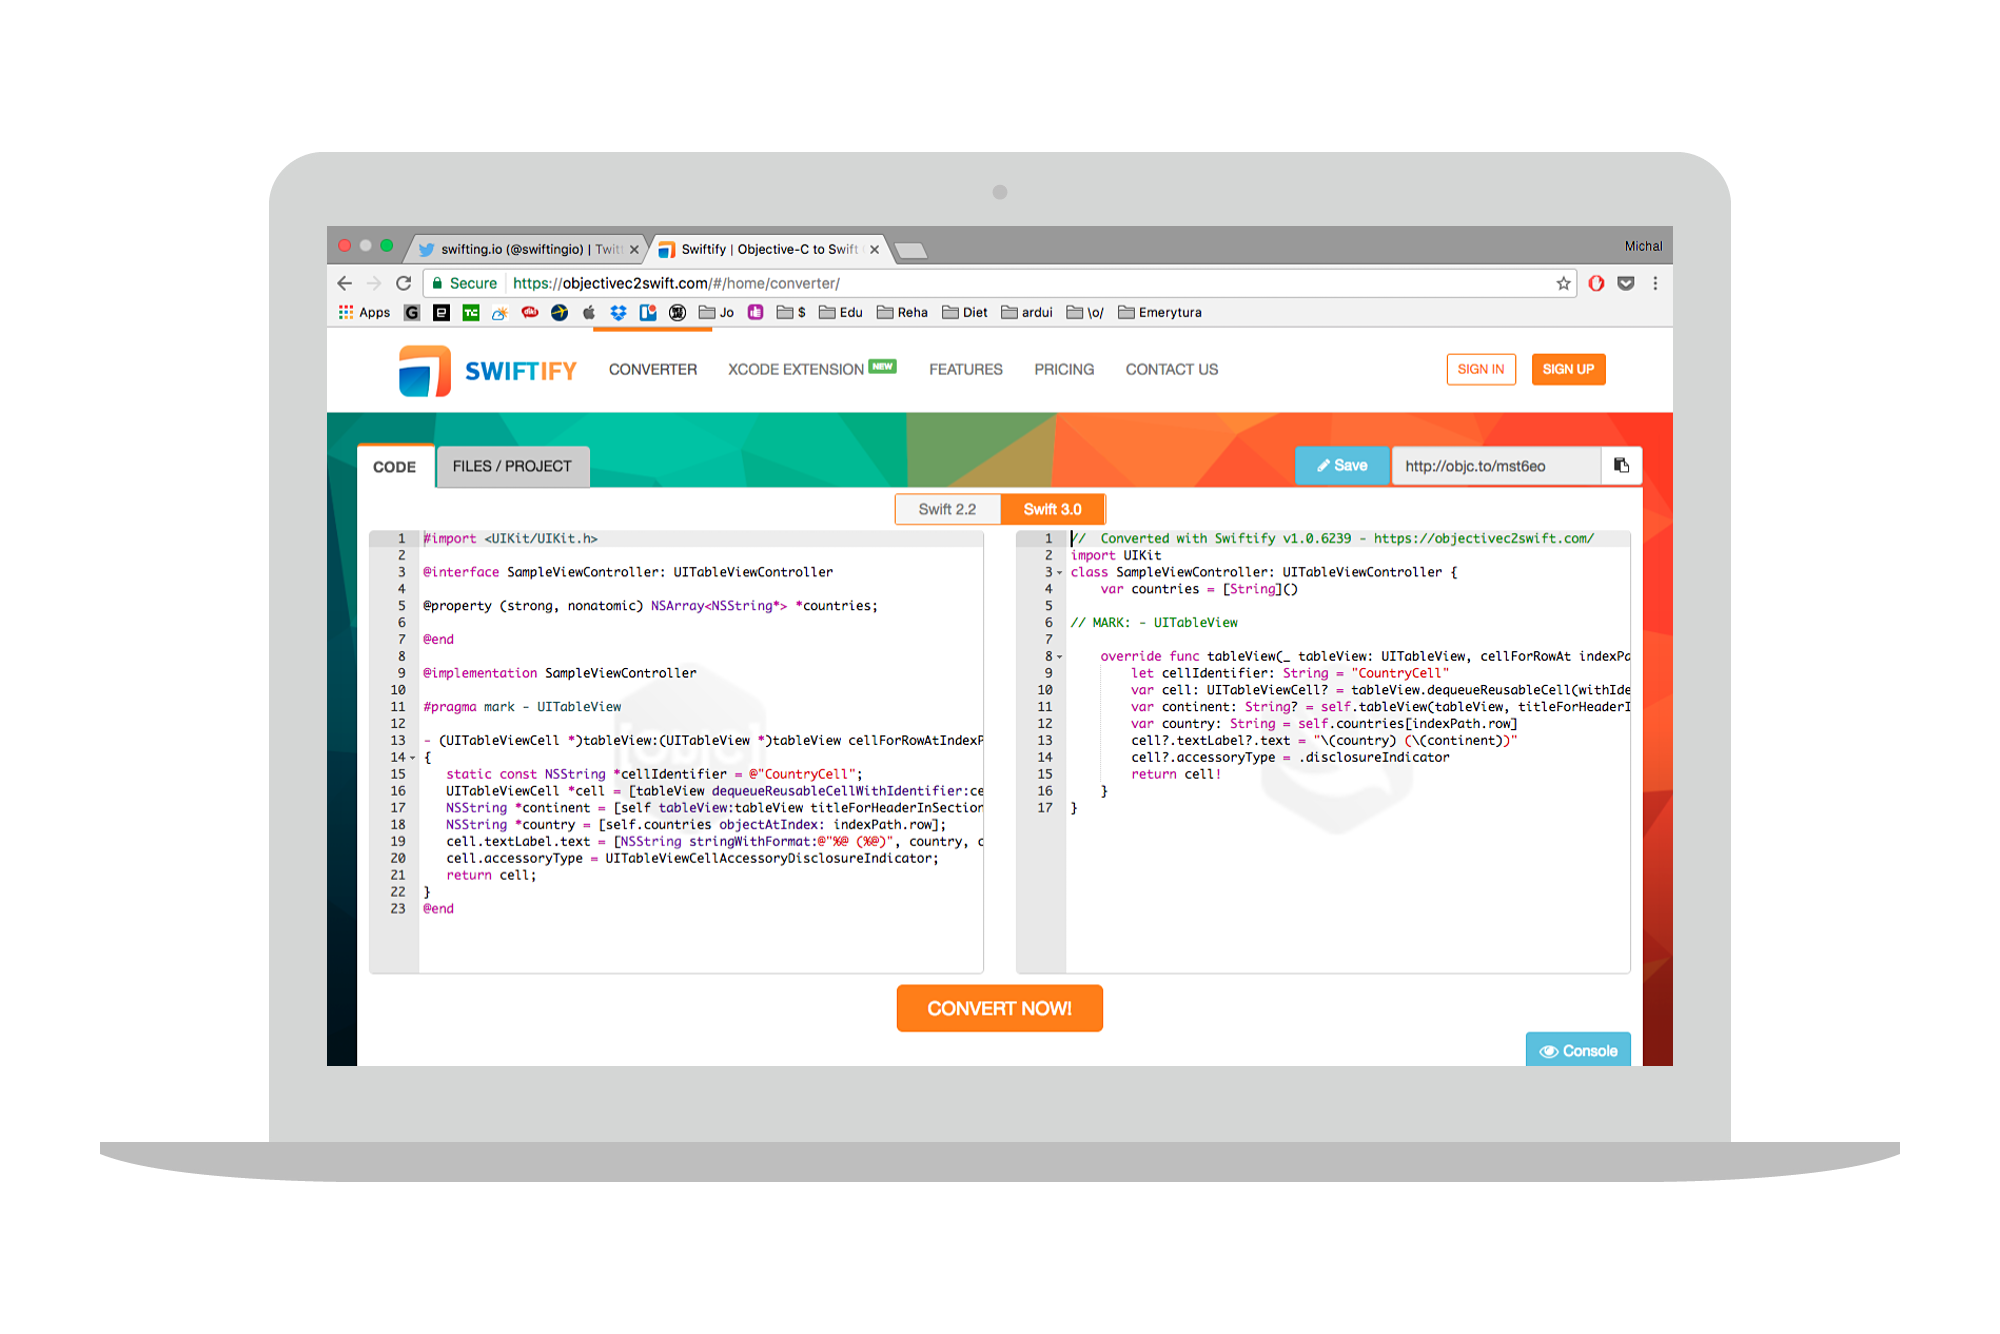 swifting.io (@swiftingio) | Twitt
Swiftify | Objective-C to Swift
Michal
Secure https://objectivec2swift.com/#/home/converter/
Apps Jo $ Edu Reha Diet ardui \o/ Emerytura
SWIFTIFY CONVERTER XCODE EXTENSION NEW FEATURES PRICING CONTACT US SIGN IN SIGN UP
CODE FILES / PROJECT Save http://objc.to/mst6eo
Swift 2.2 Swift 3.0
1 #import <UIKit/UIKit.h>
2
3 @interface SampleViewController: UITableViewController
4
5 @property (strong, nonatomic) NSArray<NSString*> *countries;
6
7 @end
8
9 @implementation SampleViewController
10
11 #pragma mark - UITableView
12
13 - (UITableViewCell *)tableView:(UITableView *)tableView cellForRowAtIndexP
14 {
15 static const NSString *cellIdentifier = @"CountryCell";
16 UITableViewCell *cell = [tableView dequeueReusableCellWithIdentifier:ce
17 NSString *continent = [self tableView:tableView titleForHeaderInSection
18 NSString *country = [self.countries objectAtIndex: indexPath.row];
19 cell.textLabel.text = [NSString stringWithFormat:@"%@ (%@)", country, c
20 cell.accessoryType = UITableViewCellAccessoryDisclosureIndicator;
21 return cell;
22 }
23 @end
1 // Converted with Swiftify v1.0.6239 - https://objectivec2swift.com/
2 import UIKit
3 class SampleViewController: UITableViewController {
4 var countries = [String]()
5
6 // MARK: - UITableView
7
8 override func tableView(_ tableView: UITableView, cellForRowAt indexPa
9 let cellIdentifier: String = "CountryCell"
10 var cell: UITableViewCell? = tableView.dequeueReusableCell(withIde
11 var continent: String? = self.tableView(tableView, titleForHeaderI
12 var country: String = self.countries[indexPath.row]
13 cell?.textLabel?.text = "\(country) (\(continent))"
14 cell?.accessoryType = .disclosureIndicator
15 return cell!
16 }
17 }
CONVERT NOW!
Console